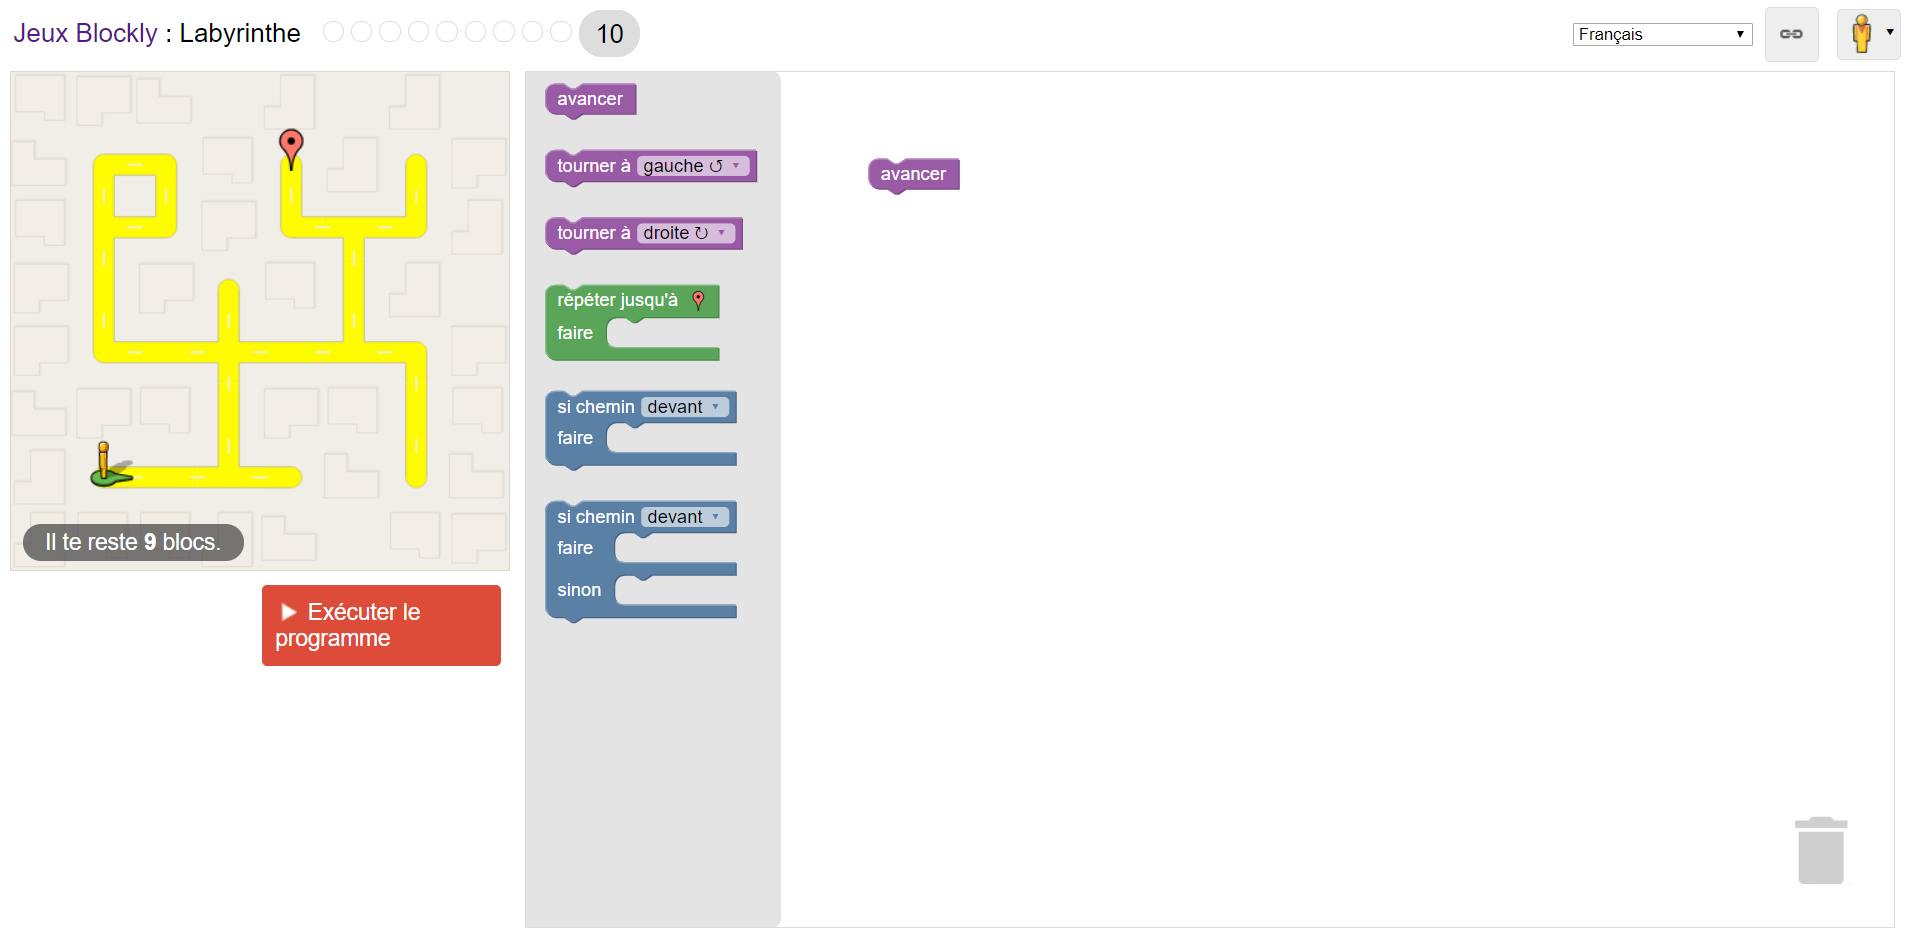 Jeux Blockly : Labyrinthe
10
Français
avancer
tourner à gauche ↺
tourner à droite ↻
répéter jusqu'à
faire
si chemin devant
faire
si chemin devant
faire
sinon
avancer
Il te reste 9 blocs.
Exécuter le
programme